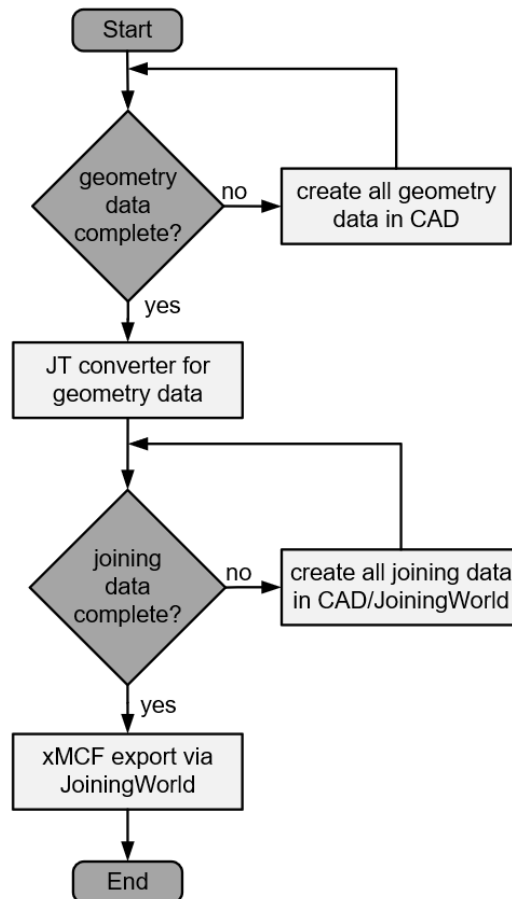 Start
geometry
data
complete?
no
create all geometry
data in CAD
yes
JT converter for
geometry data
joining
data
complete?
no
create all joining data
in CAD/JoiningWorld
yes
xMCF export via
JoiningWorld
End